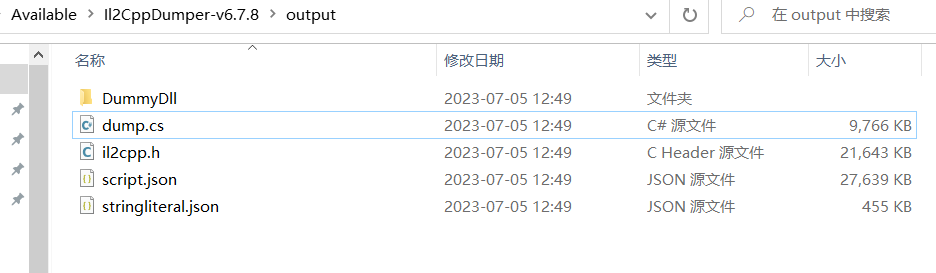 Available > Il2CppDumper-v6.7.8 > output 在 output 中搜索
名称 修改日期 类型 大小
DummyDll 2023-07-05 12:49 文件夹
dump.cs 2023-07-05 12:49 C# 源文件 9,766 KB
il2cpp.h 2023-07-05 12:49 C Header 源文件 21,643 KB
script.json 2023-07-05 12:49 JSON 源文件 27,639 KB
stringliteral.json 2023-07-05 12:49 JSON 源文件 455 KB